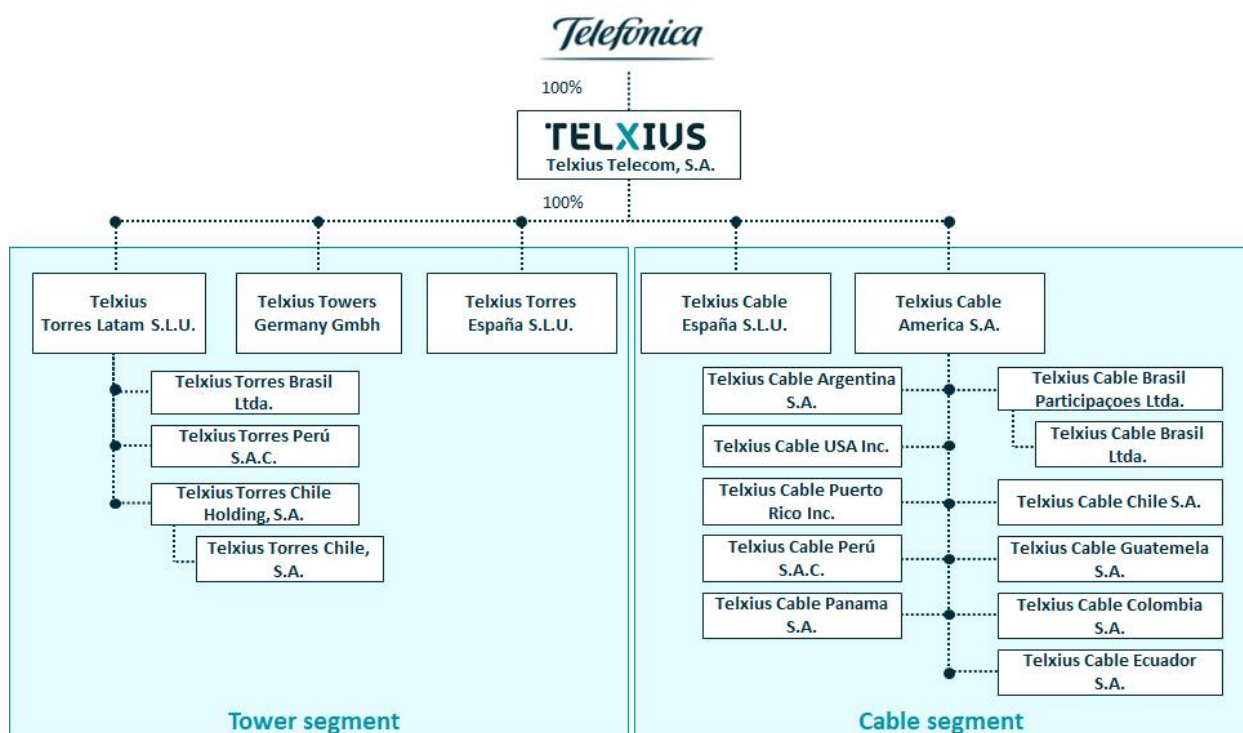 Telefónica
100%
TELXIUS
Telxius Telecom, S.A.
100%
Telxius
Torres Latam S.L.U.
Telxius Towers
Germany Gmbh
Telxius Torres
España S.L.U.
Telxius Cable
España S.L.U.
Telxius Cable
America S.A.
Telxius Torres Brasil
Ltda.
Telxius Torres Perú
S.A.C.
Telxius Torres Chile
Holding, S.A.
Telxius Torres Chile,
S.A.
Telxius Cable Argentina
S.A.
Telxius Cable USA Inc.
Telxius Cable Puerto
Rico Inc.
Telxius Cable Perú
S.A.C.
Telxius Cable Panama
S.A.
Telxius Cable Brasil
Participaçoes Ltda.
Telxius Cable Brasil
Ltda.
Telxius Cable Chile S.A.
Telxius Cable Guatemela
S.A.
Telxius Cable Colombia
S.A.
Telxius Cable Ecuador
S.A.
Tower segment
Cable segment